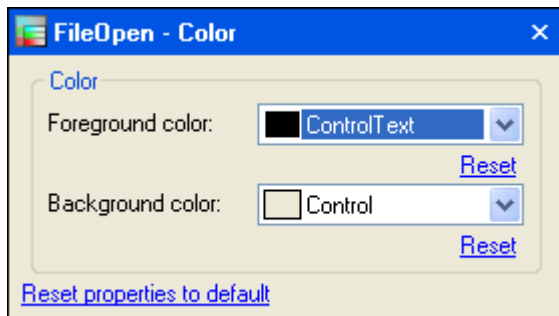 FileOpen - Color
Color
Foreground color: ControlText
Reset
Background color: Control
Reset
Reset properties to default